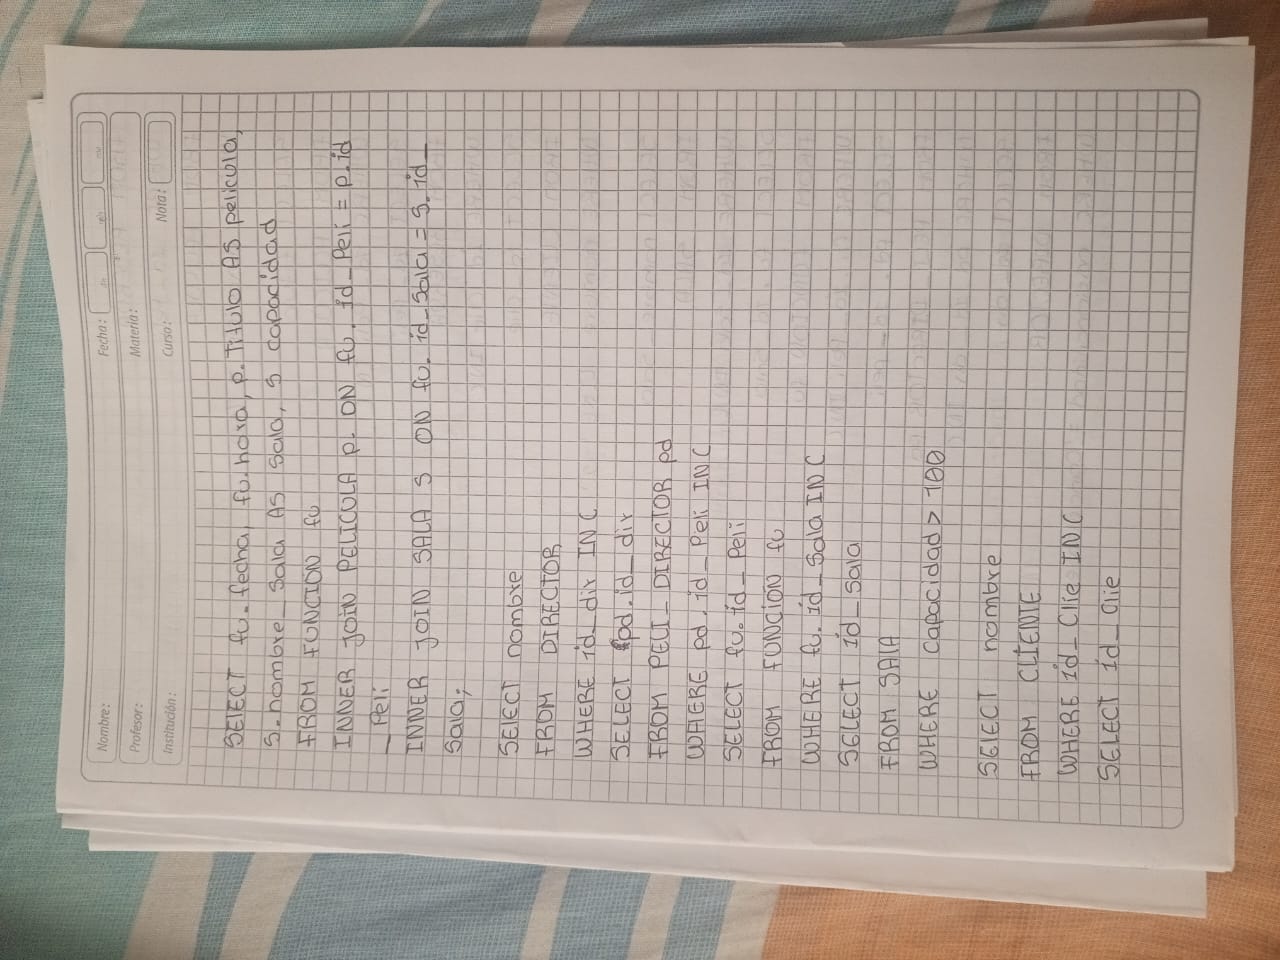 Nombre:
Fecha:
Profesor:
Materia:
Institución:
Curso:
Nota:
SELECT fu.fecha, fu.hora, p.Titulo AS pelicula,
S.nombre_Sala AS Sala, S capacidad
FROM FUNCION fu
INNER JOIN PELICULA p. ON fu.id_Peli = p.id
_Peli
INNER JOIN SALA S ON fu.id_Sala = S.id_
Sala;
SELECT nombre
FROM DIRECTOR
WHERE id_dir IN C
SELECT pd.id_dir
FROM PELI_DIRECTOR pd
WHERE pd.id_Peli IN C
SELECT fu.id_Peli
FROM FUNCION fu
WHERE fu.id_Sala IN C
SELECT id_Sala
FROM SALA
WHERE capacidad > 100
SELECT nombre
FROM CLIENTE
WHERE id_Clie IN C
SELECT id_Clie